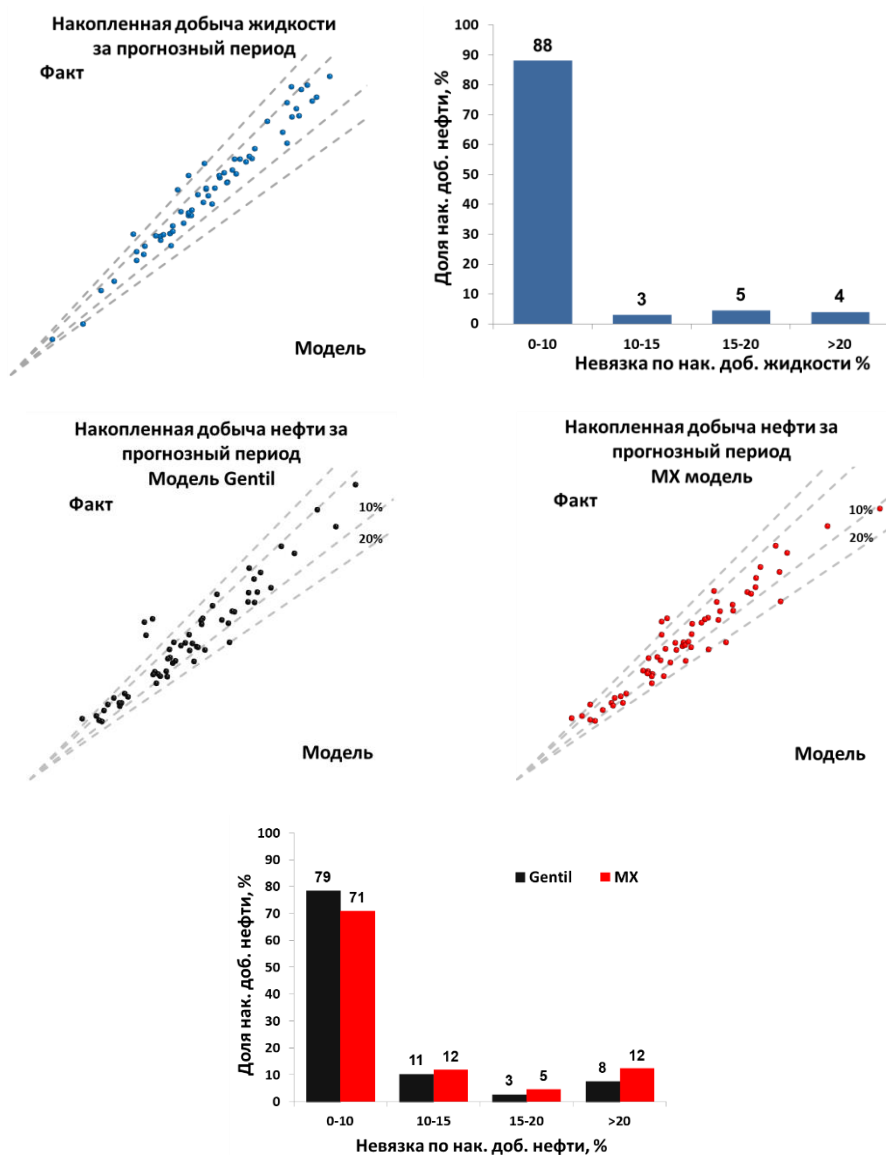 Накопленная добыча жидкости
за прогнозный период
Факт
Модель
Доля нак. доб. нефти, %
100
90
80
70
60
50
40
30
20
10
0
88
3
5
4
0-10
10-15
15-20
>20
Невязка по нак. доб. жидкости %
Накопленная добыча нефти за
прогнозный период
Модель Gentil
Факт
10%
20%
Модель
Накопленная добыча нефти за
прогнозный период
МХ модель
Факт
10%
20%
Модель
Доля нак. доб. нефти, %
100
90
80
70
60
50
40
30
20
10
0
79
71
11
12
3
5
8
12
Gentil
МХ
0-10
10-15
15-20
>20
Невязка по нак. доб. нефти, %